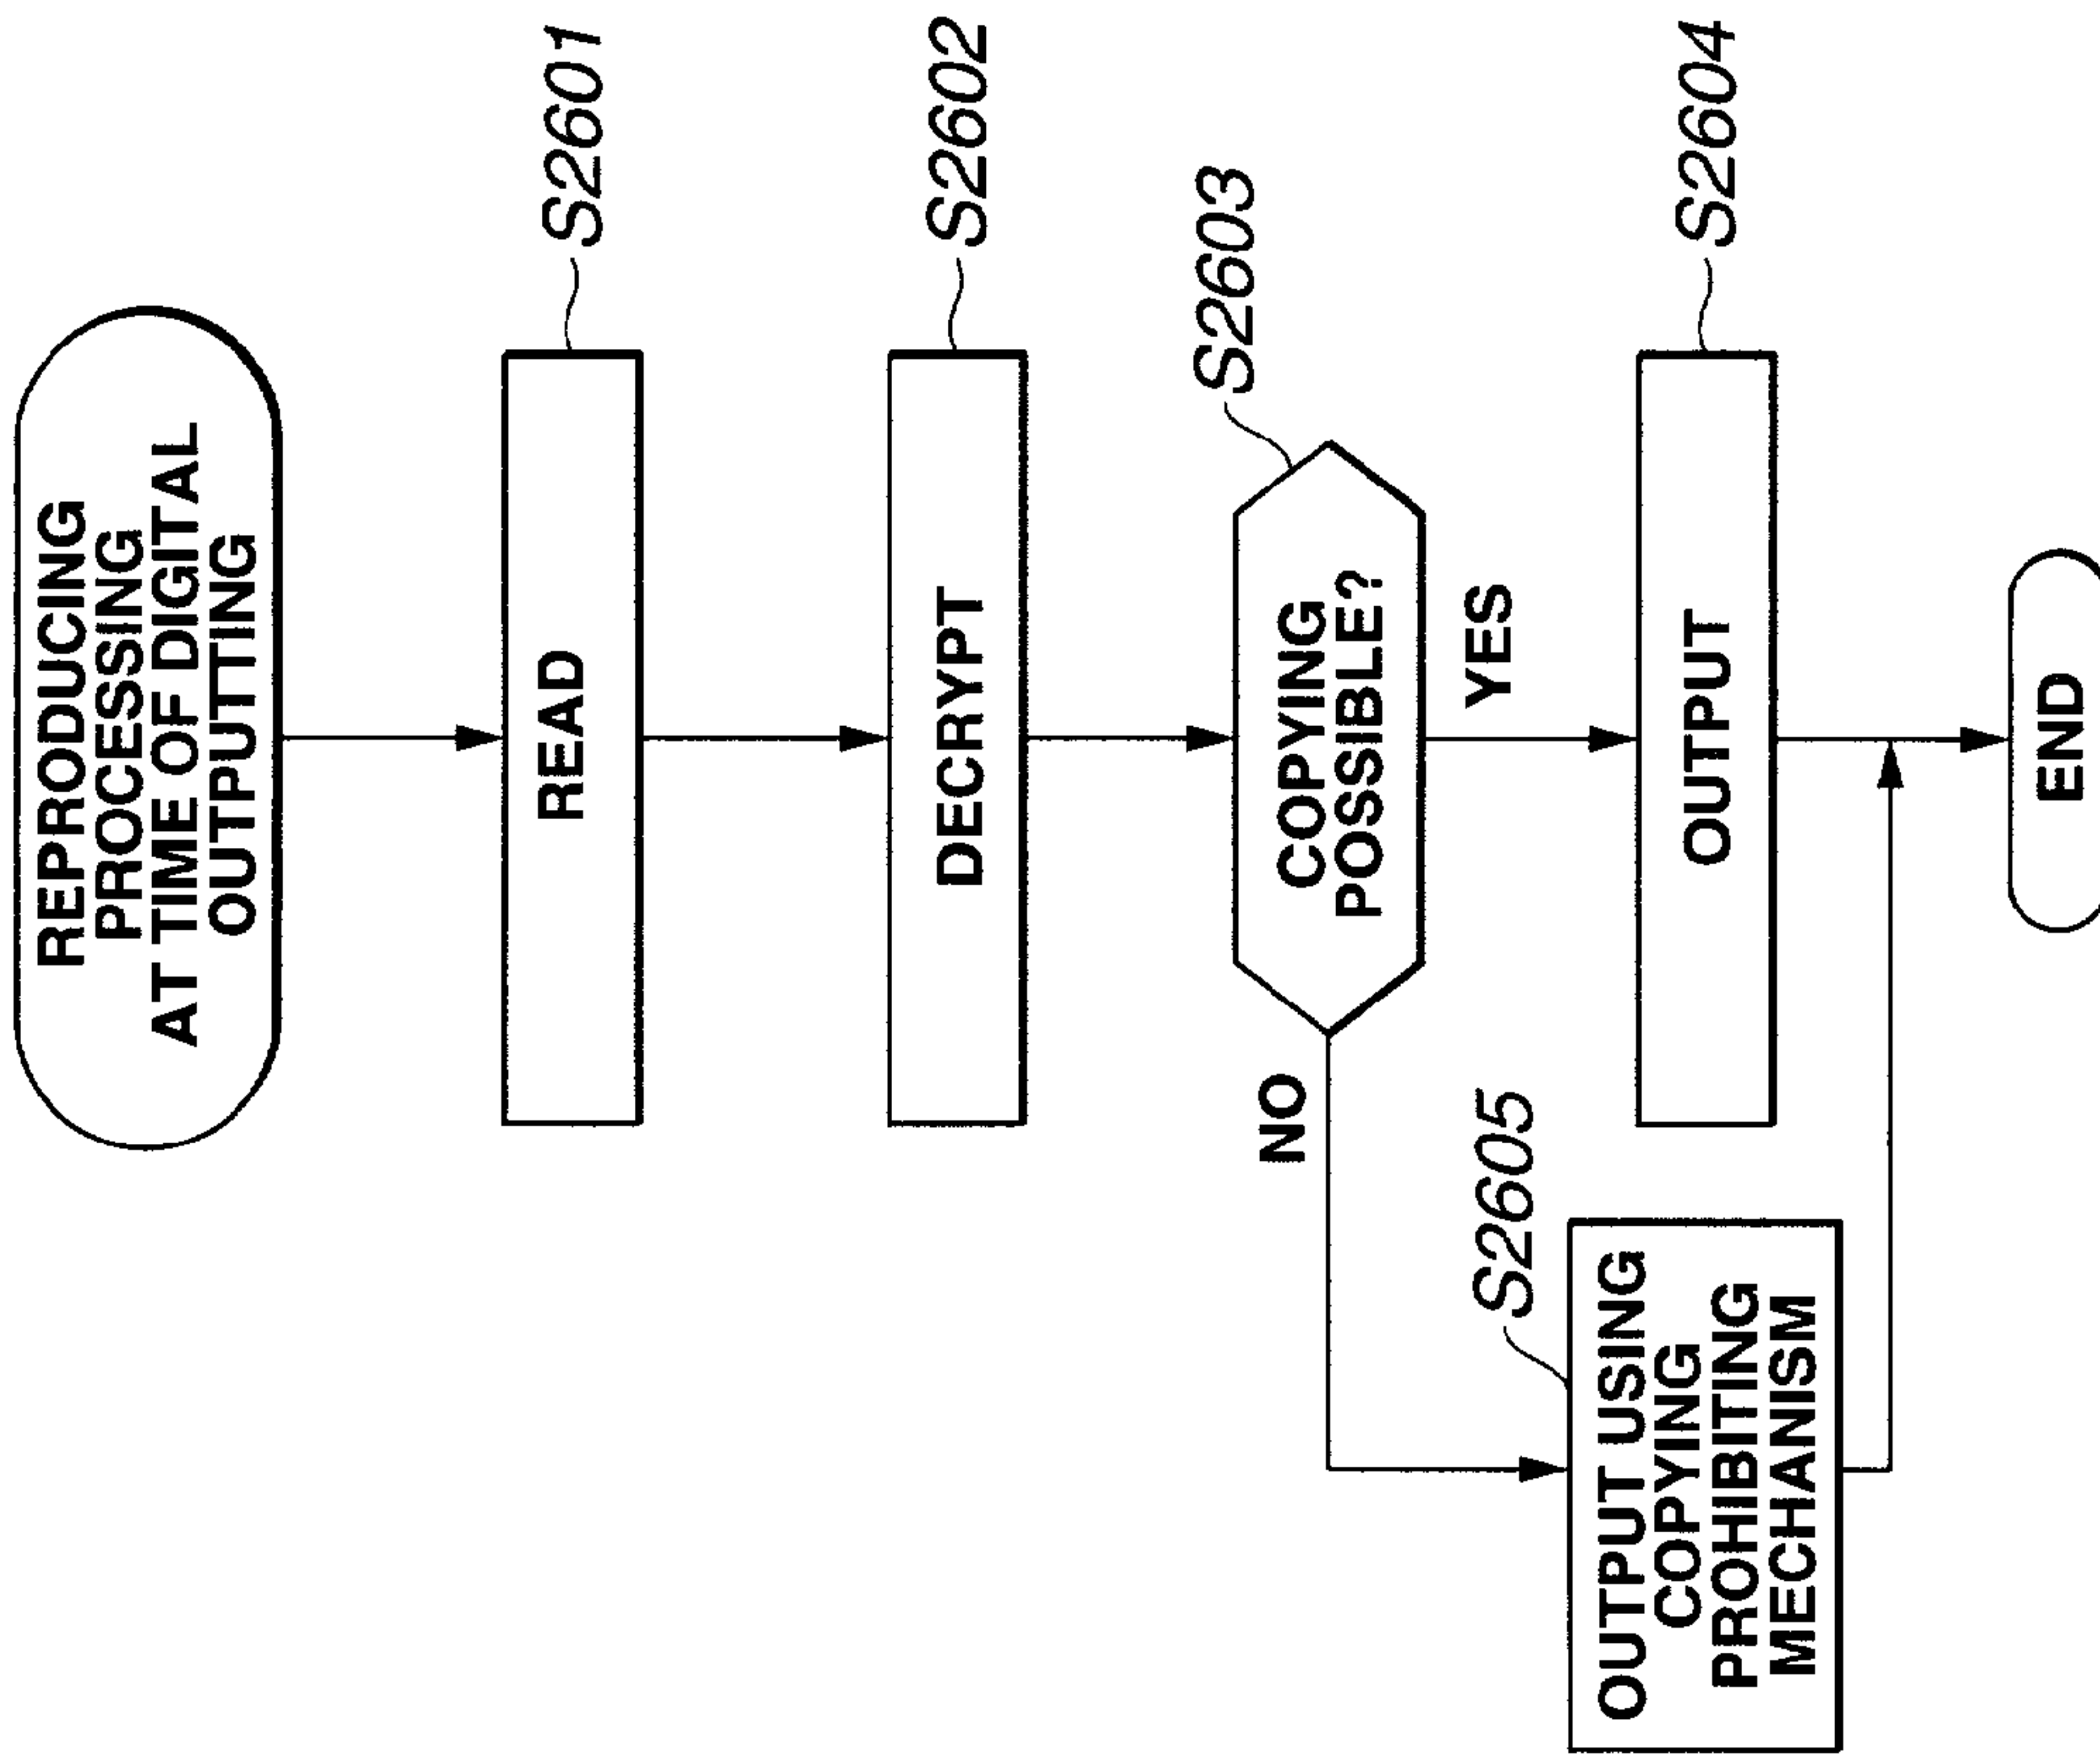 REPRODUCING
PROCESSING
AT TIME OF DIGITAL
OUTPUTTING
READ
S2601
DECRYPT
S2602
COPYING
POSSIBLE?
S2603
NO
YES
OUTPUT USING
COPYING
PROHIBITING
MECHANISM
S2605
OUTPUT
S2604
END